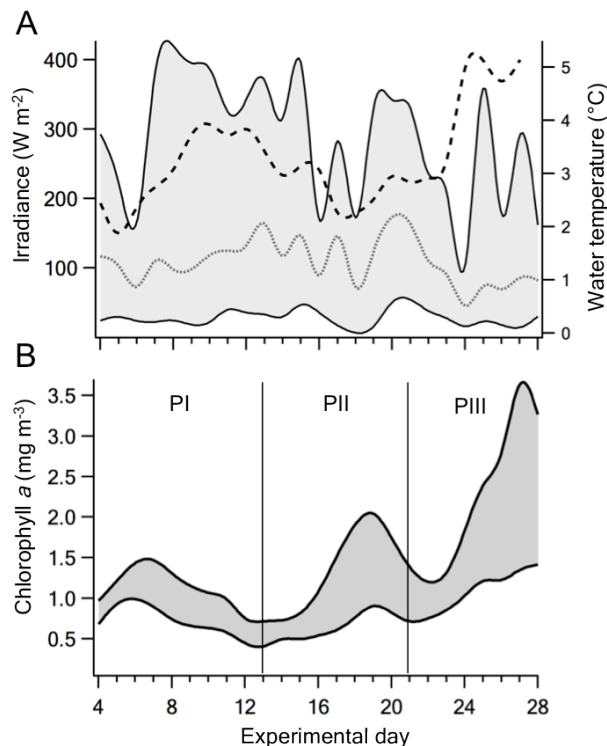 A
400
300
200
100
Irradiance (W m-2)
5
4
3
2
1
0
Water temperature (°C)
B
PI
PII
PIII
3.5
3.0
2.5
2.0
1.5
1.0
0.5
Chlorophyll a (mg m-3)
4 8 12 16 20 24 28
Experimental day